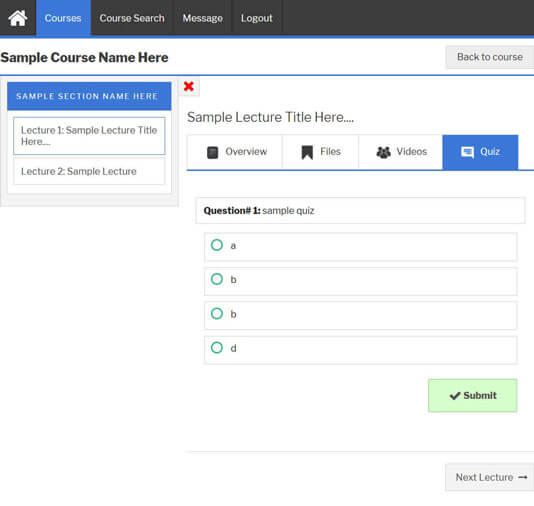 Courses Course Search Message Logout
Sample Course Name Here
Back to course
SAMPLE SECTION NAME HERE
Lecture 1: Sample Lecture Title
Here....
Lecture 2: Sample Lecture
Sample Lecture Title Here....
Overview Files Videos Quiz
Question# 1: sample quiz
a
b
b
d
Submit
Next Lecture